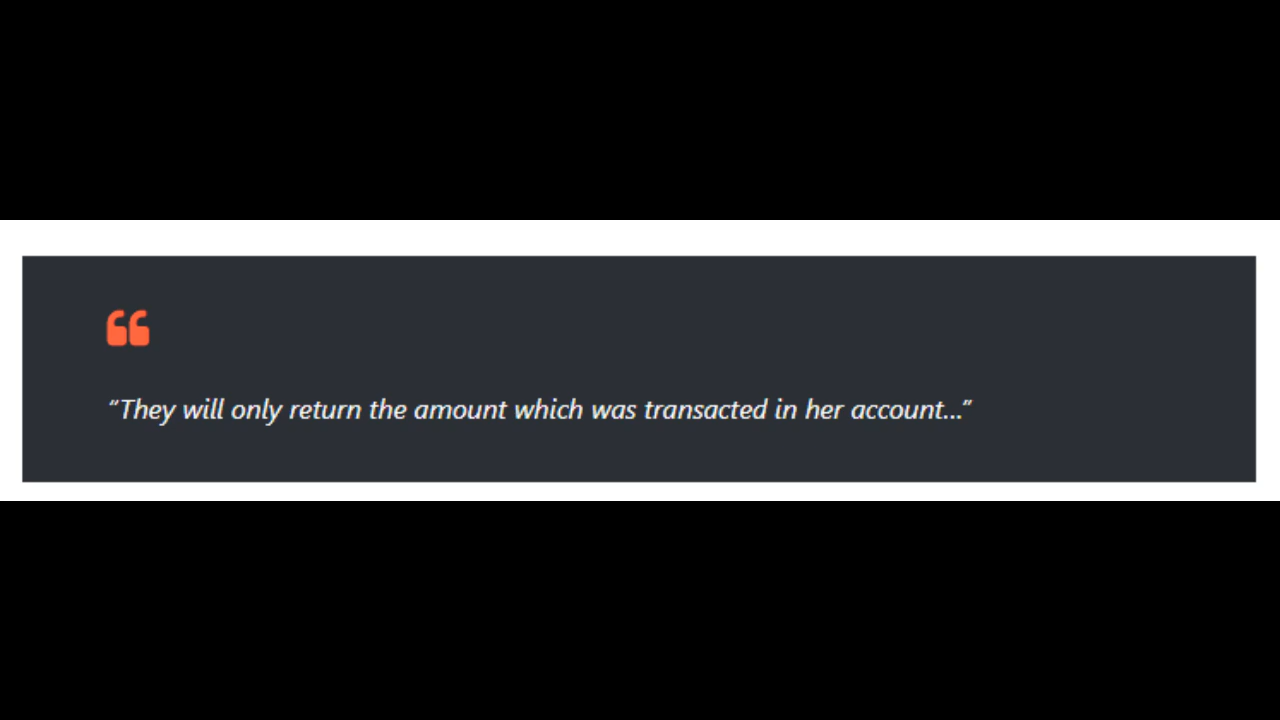 “They will only return the amount which was transacted in her account...”